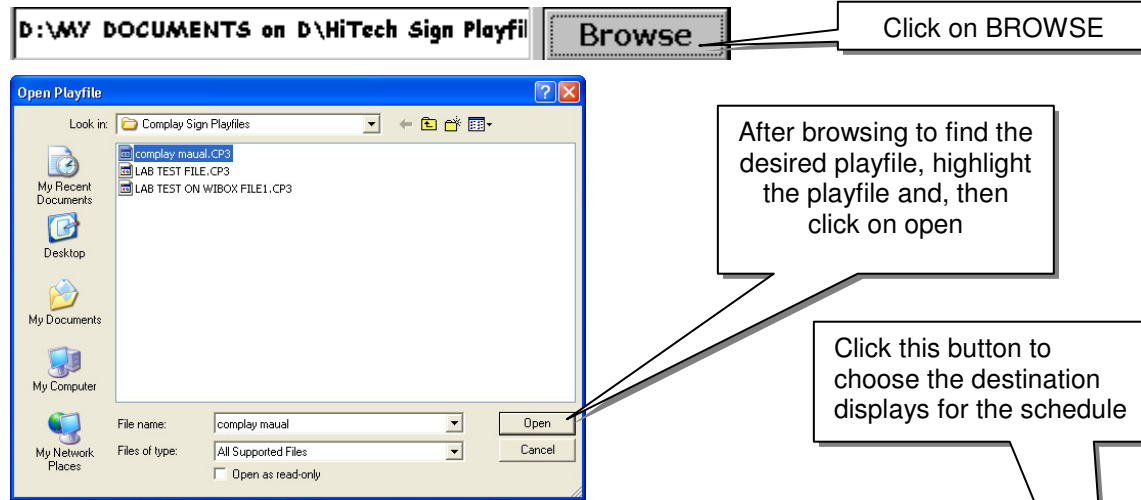 D:\MY DOCUMENTS on D\HiTech Sign Playfil
Browse
Click on BROWSE
Open Playfile
Look in:
Complay Sign Playfiles
complay maual.CP3
LAB TEST FILE.CP3
LAB TEST ON WIBOX FILE1.CP3
My Recent
Documents
Desktop
My Documents
My Computer
My Network
Places
File name:
complay maual
Open
Files of type:
All Supported Files
Cancel
Open as read-only
After browsing to find the
desired playfile, highlight
the playfile and, then
click on open
Click this button to
choose the destination
displays for the schedule